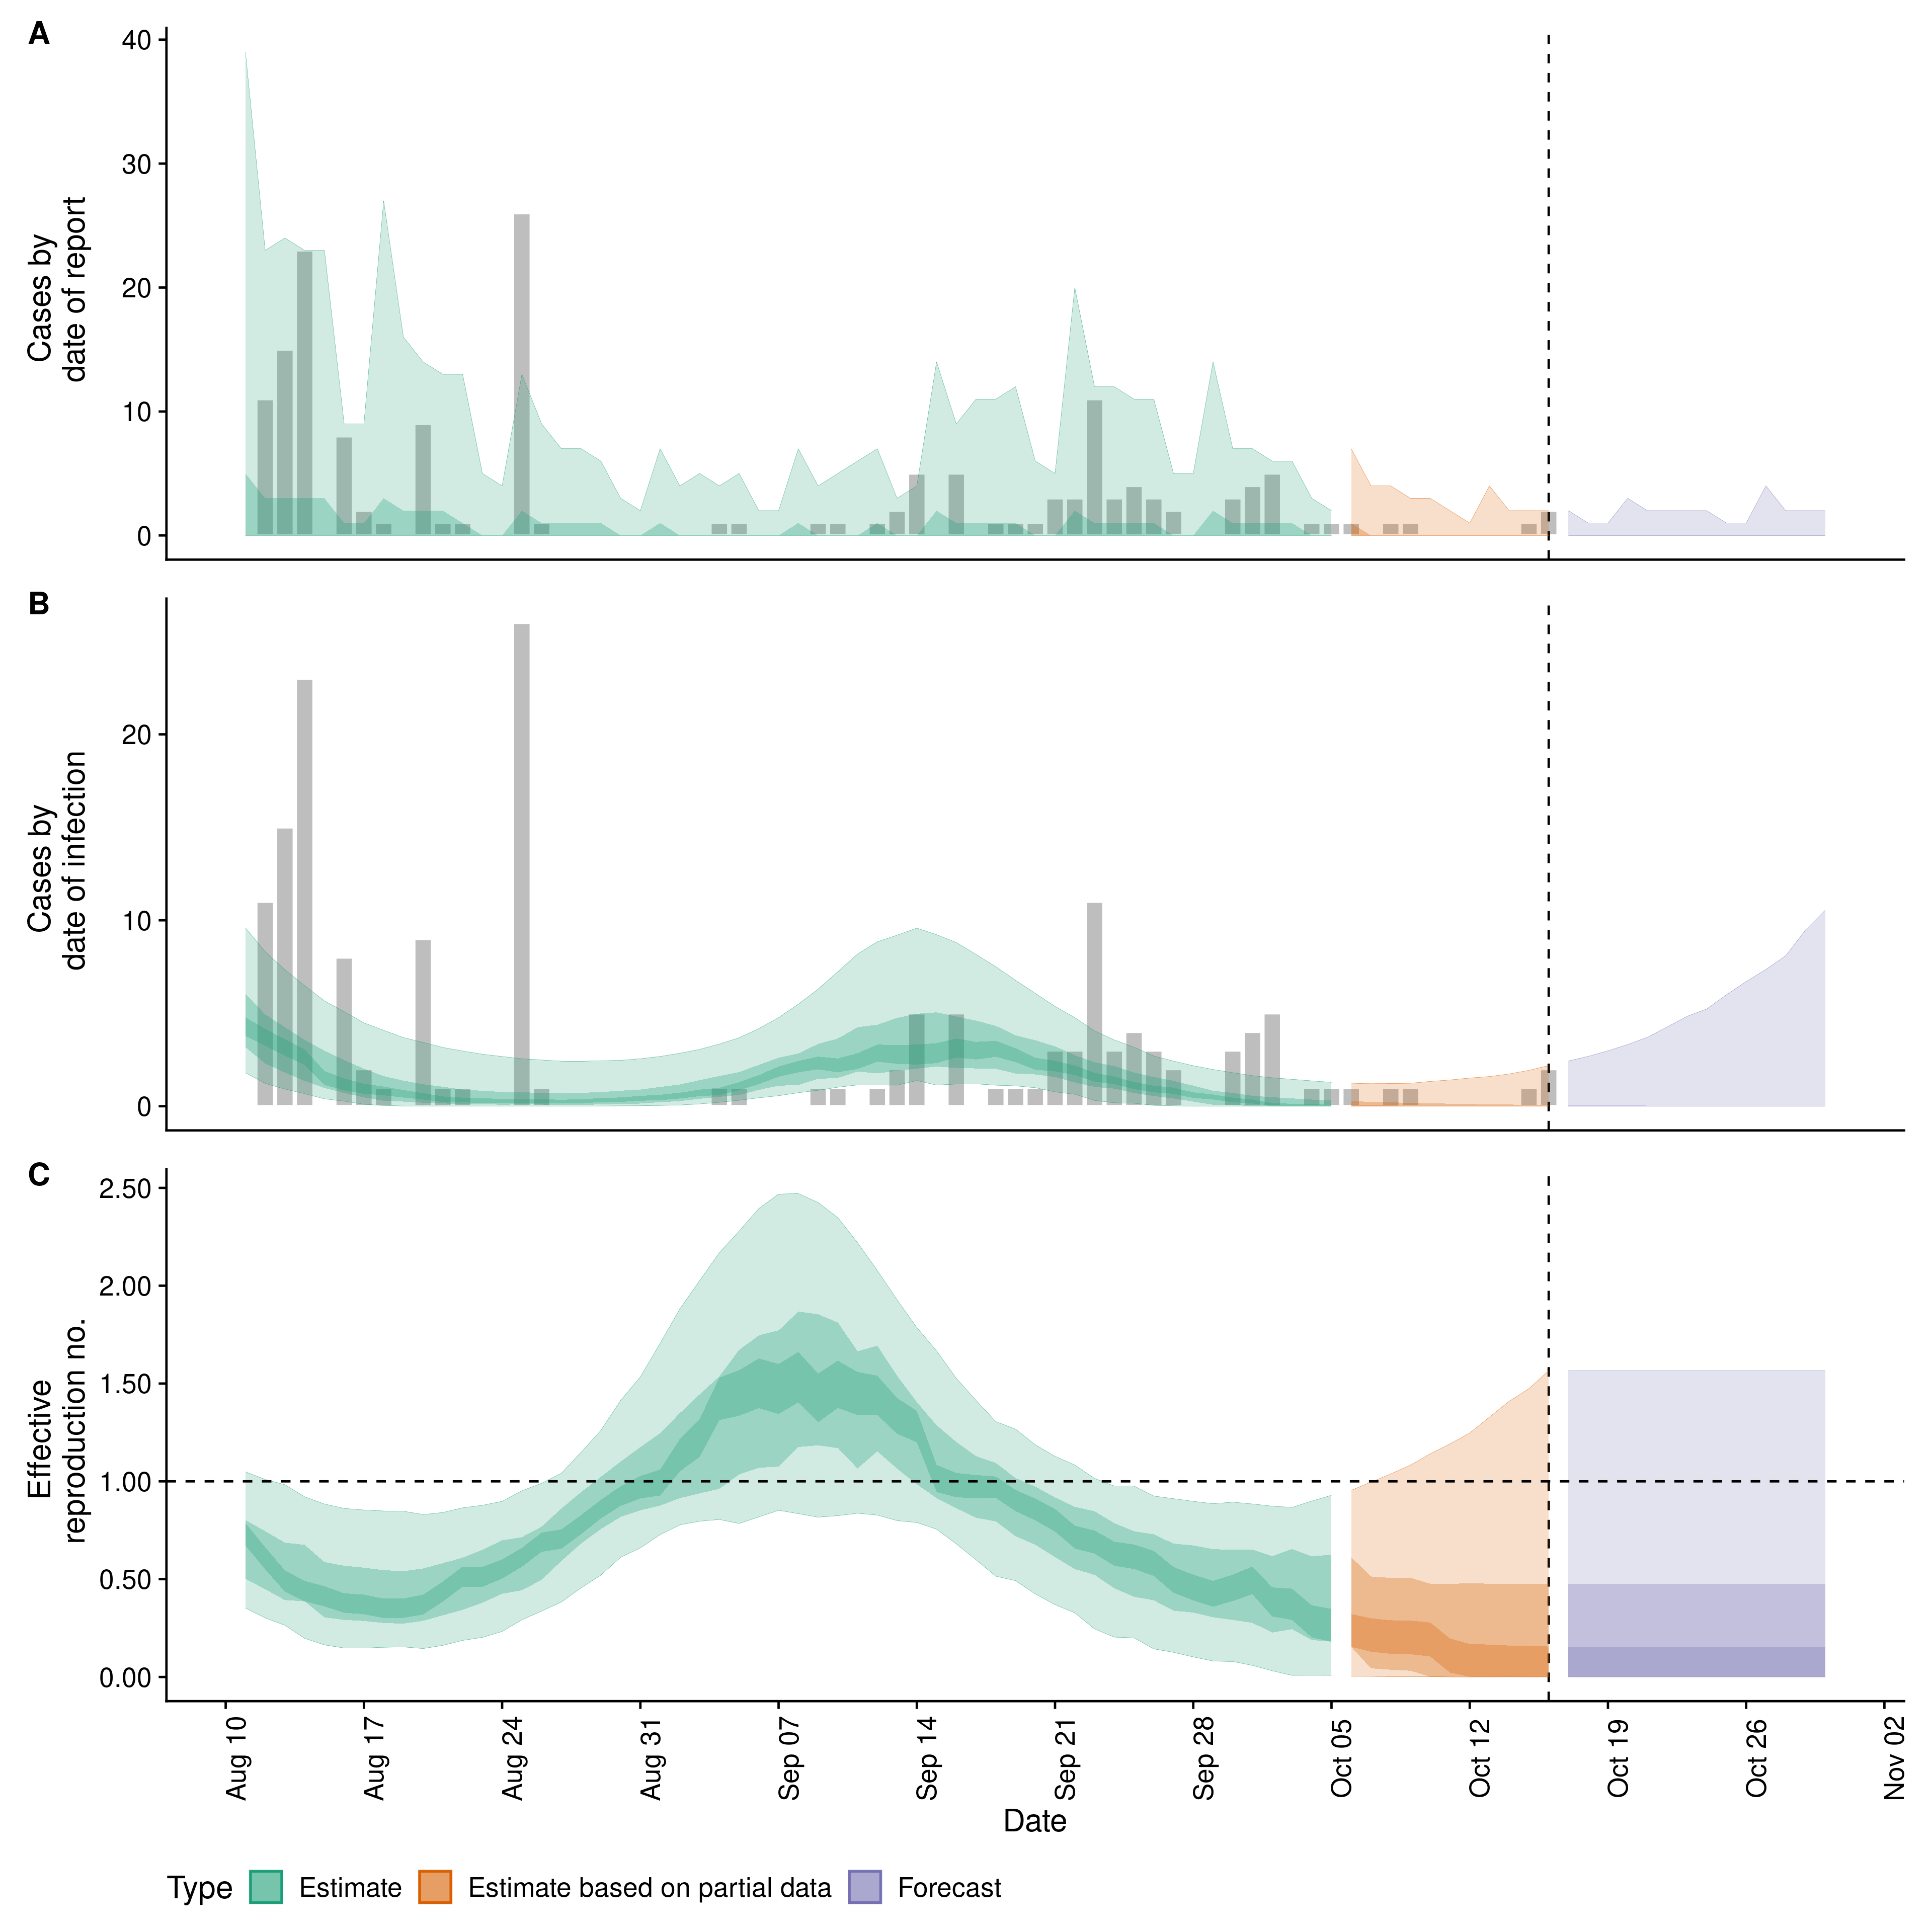 A
40
30
20
10
0
Cases by
date of report
B
20
10
0
Cases by
date of infection
C
2.50
2.00
1.50
1.00
0.50
0.00
Effective
reproduction no.
Aug 10
Aug 17
Aug 24
Aug 31
Sep 07
Sep 14
Sep 21
Sep 28
Oct 05
Oct 12
Oct 19
Oct 26
Nov 02
Date
Type Estimate Estimate based on partial data Forecast